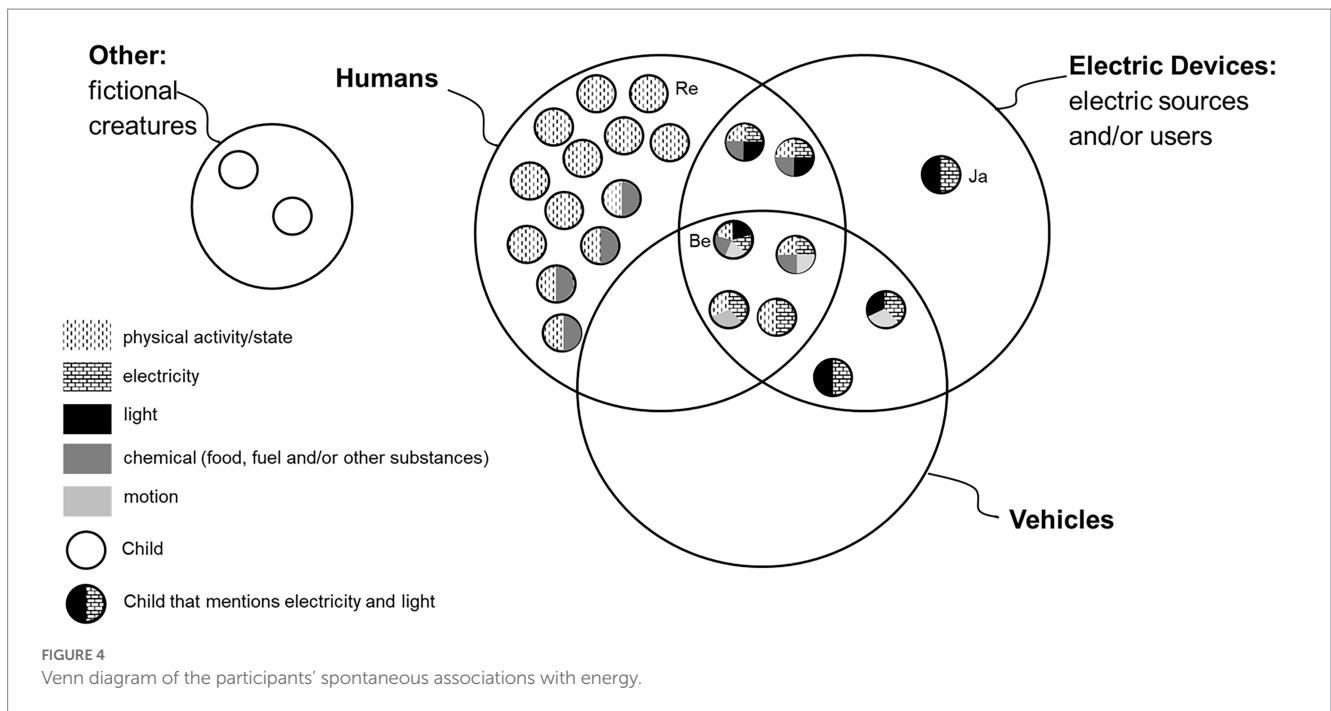 Other:
fictional
creatures
Humans
Electric Devices:
electric sources
and/or users
Re
Ja
Be
physical activity/state
electricity
light
chemical (food, fuel and/or other substances)
motion
Child
Child that mentions electricity and light
Vehicles
FIGURE 4
Venn diagram of the participants’ spontaneous associations with energy.